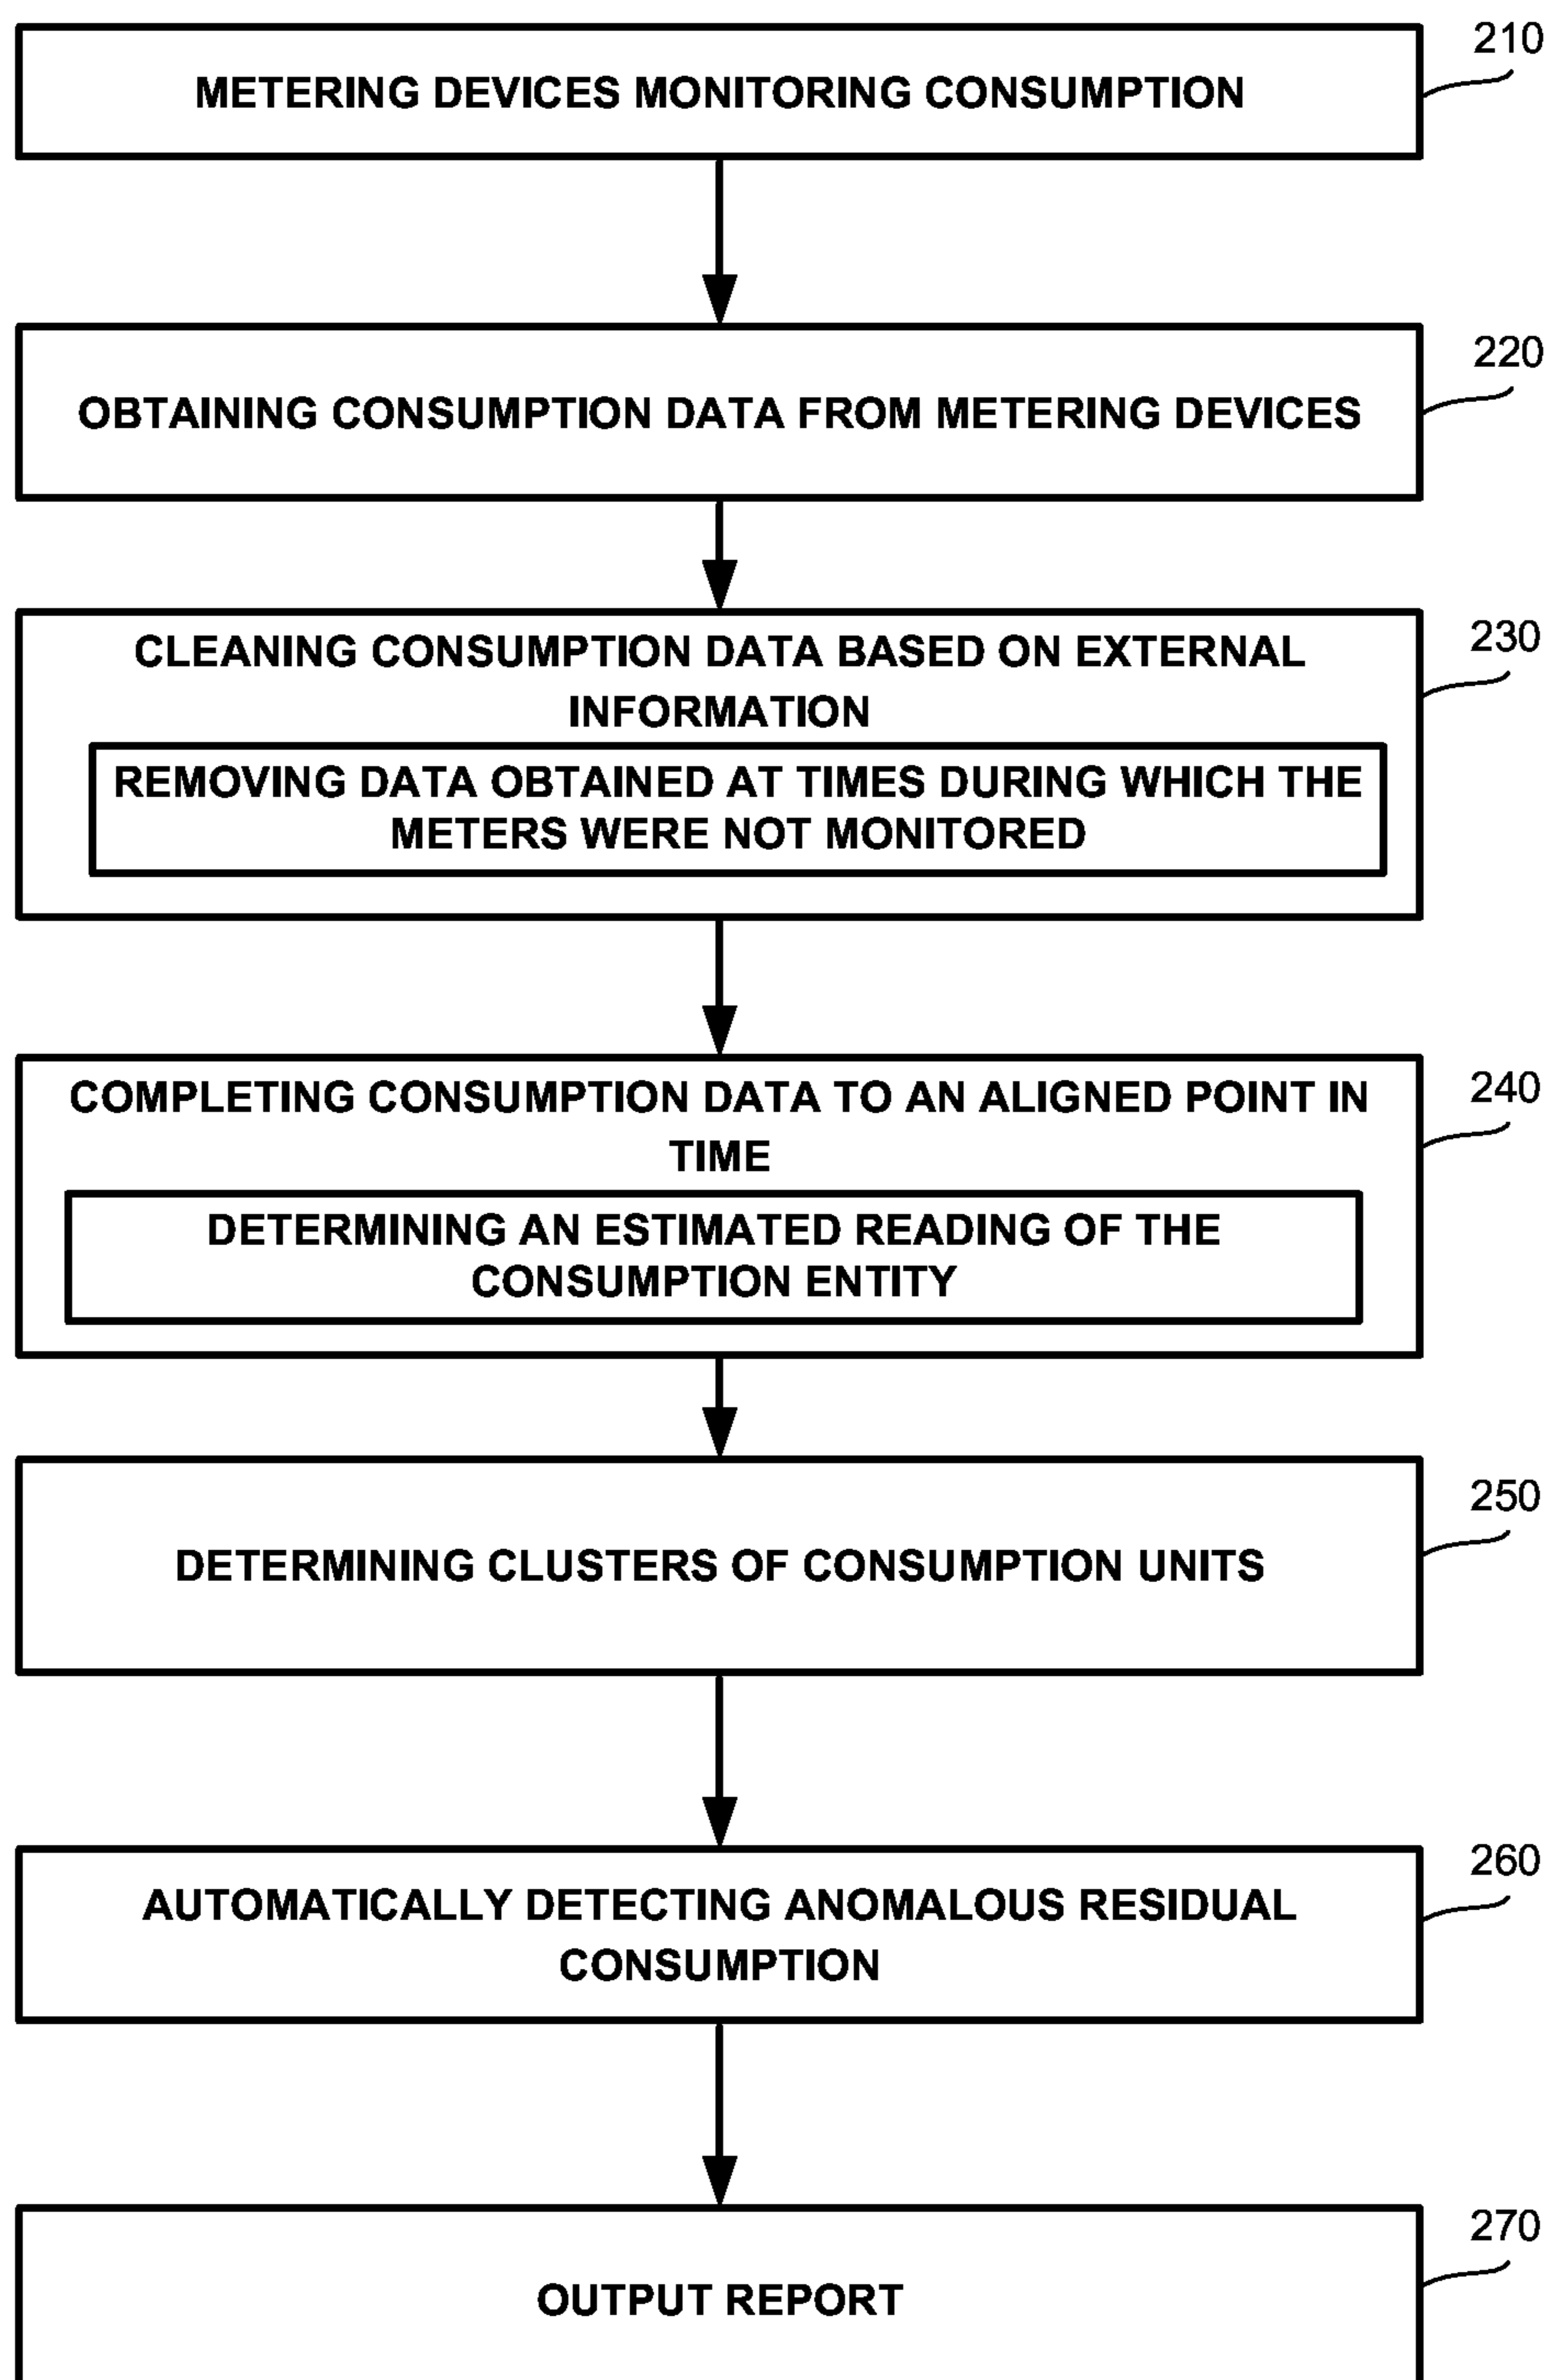 210
METERING DEVICES MONITORING CONSUMPTION
220
OBTAINING CONSUMPTION DATA FROM METERING DEVICES
230
CLEANING CONSUMPTION DATA BASED ON EXTERNAL
INFORMATION
REMOVING DATA OBTAINED AT TIMES DURING WHICH THE
METERS WERE NOT MONITORED
240
COMPLETING CONSUMPTION DATA TO AN ALIGNED POINT IN
TIME
DETERMINING AN ESTIMATED READING OF THE
CONSUMPTION ENTITY
250
DETERMINING CLUSTERS OF CONSUMPTION UNITS
260
AUTOMATICALLY DETECTING ANOMALOUS RESIDUAL
CONSUMPTION
270
OUTPUT REPORT